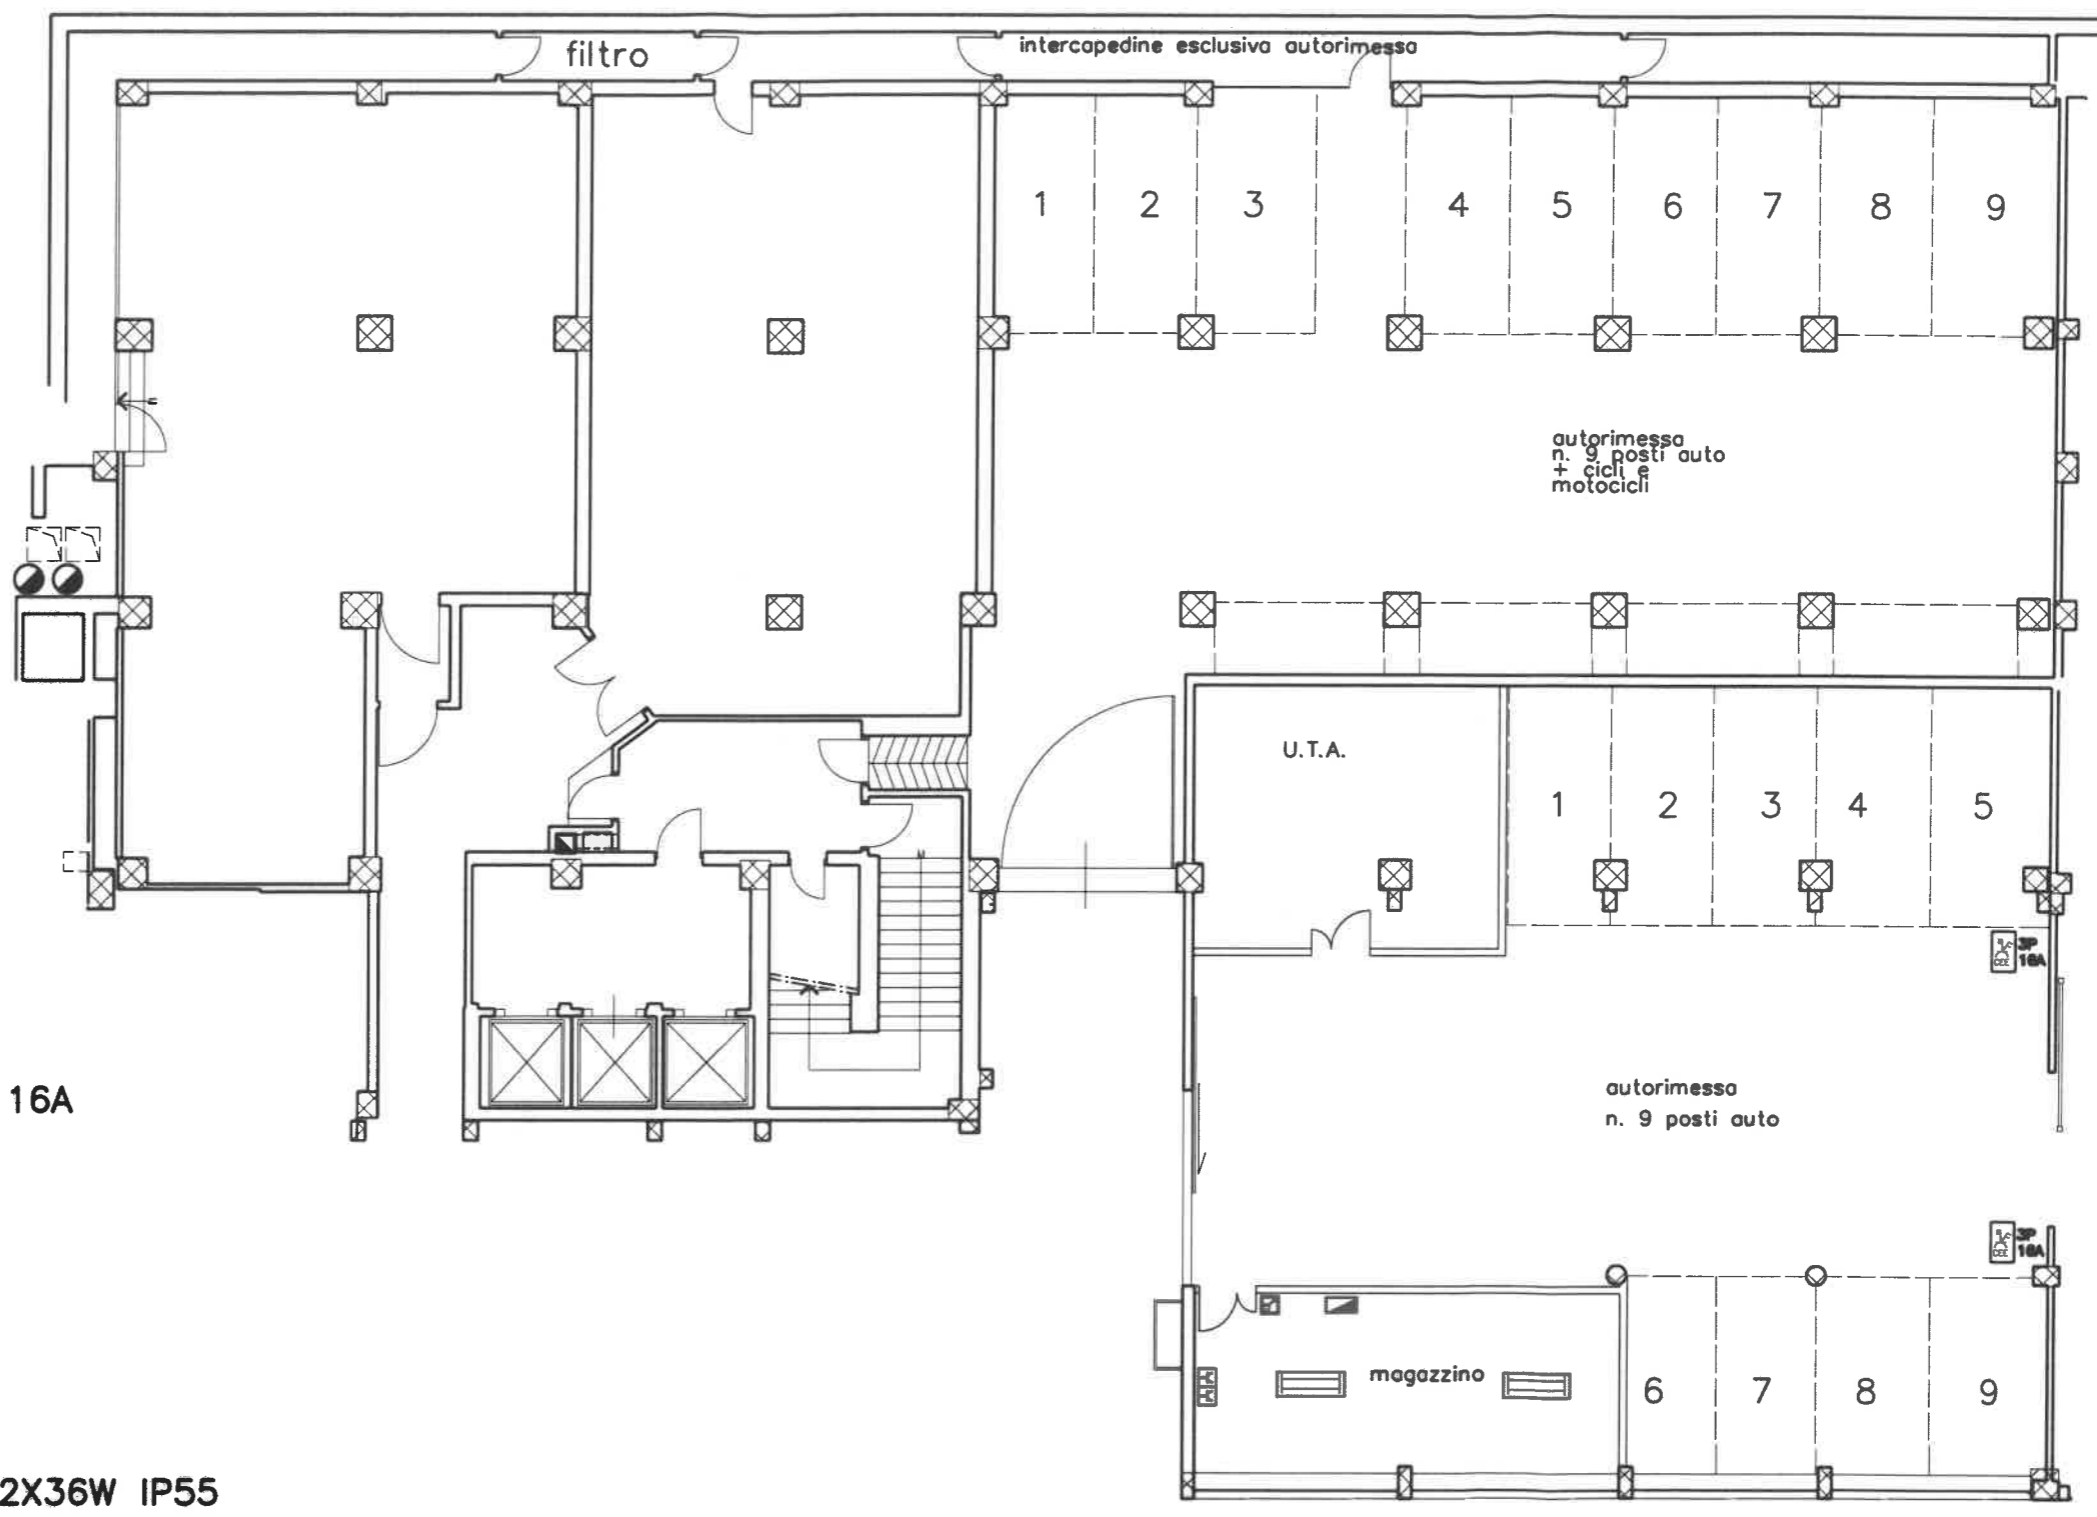 filtro
intercapedine esclusiva autorimessa
1 2 3 4 5 6 7 8 9
autorimessa
n. 9 posti auto
+ cicli e
motocicli
U.T.A.
1 2 3 4 5
3P
16A
CEE
16A
autorimessa
n. 9 posti auto
3P
16A
CEE
magazzino
6 7 8 9
2X36W IP55